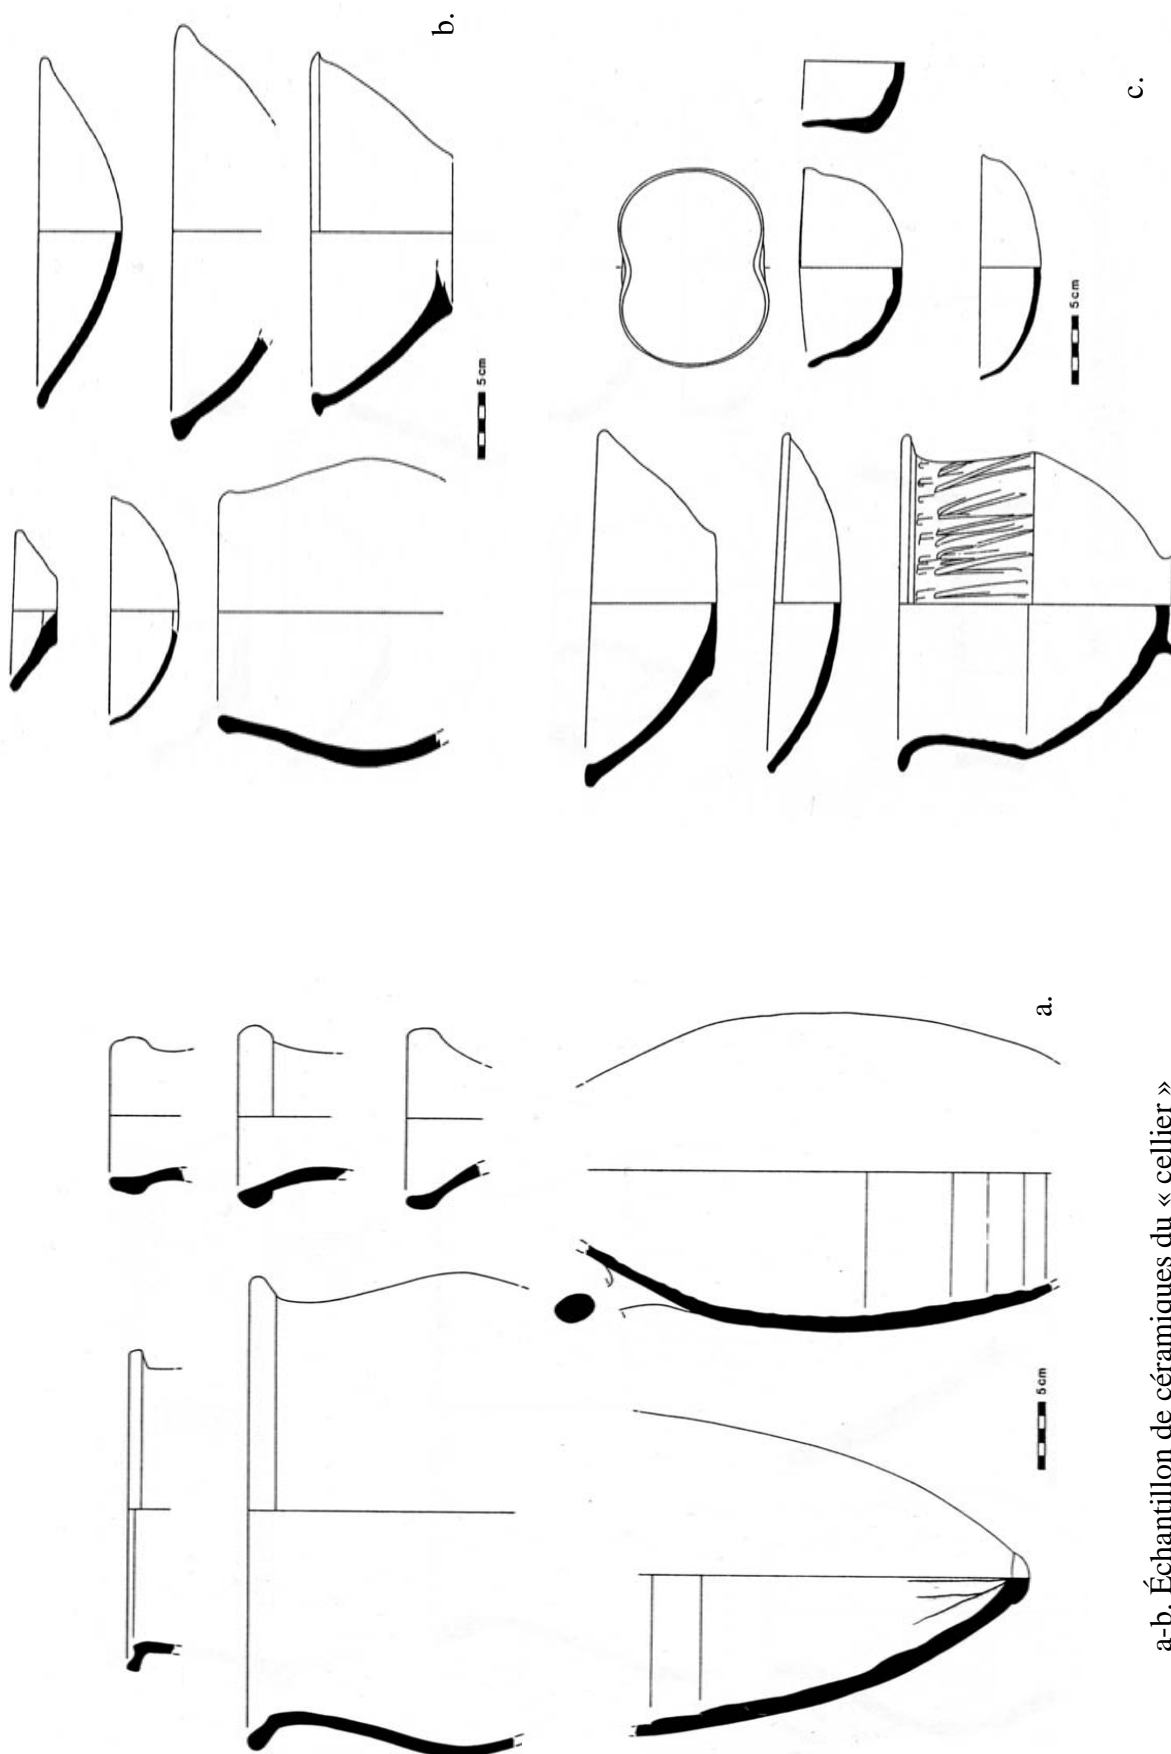 b.
5 cm
c.
5 cm
a.
5 cm
a-b. Échantillon de céramiques du « cellier »